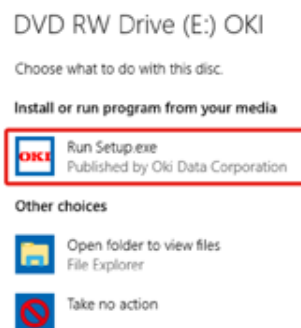 DVD RW Drive (E:) OKI
Choose what to do with this disc.
Install or run program from your media
OKI
Run Setup.exe
Published by Oki Data Corporation
Other choices
Open folder to view files
File Explorer
Take no action